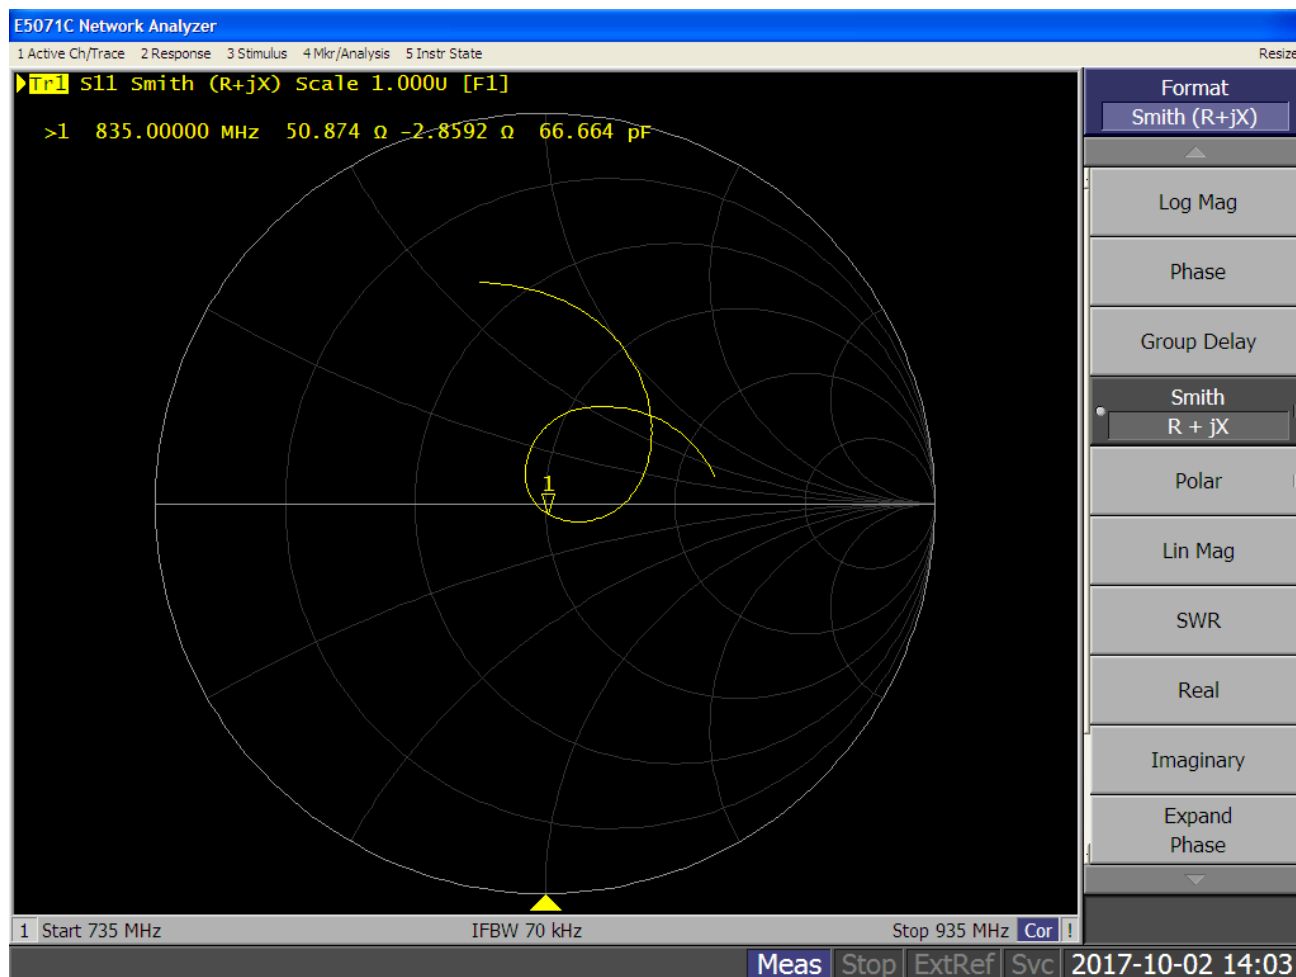 E5071C Network Analyzer
1 Active Ch/Trace 2 Response 3 Stimulus 4 Mkr/Analysis 5 Instr State Resize
Tr1 S11 Smith (R+jX) Scale 1.000U [F1]
>1 835.00000 MHz 50.874 Ω -2.8592 Ω 66.664 pF
1
Format
Smith (R+jX)
Log Mag
Phase
Group Delay
Smith
R + jX
Polar
Lin Mag
SWR
Real
Imaginary
Expand
Phase
1 Start 735 MHz IFBW 70 kHz Stop 935 MHz Cor !
Meas Stop ExtRef Svc 2017-10-02 14:03